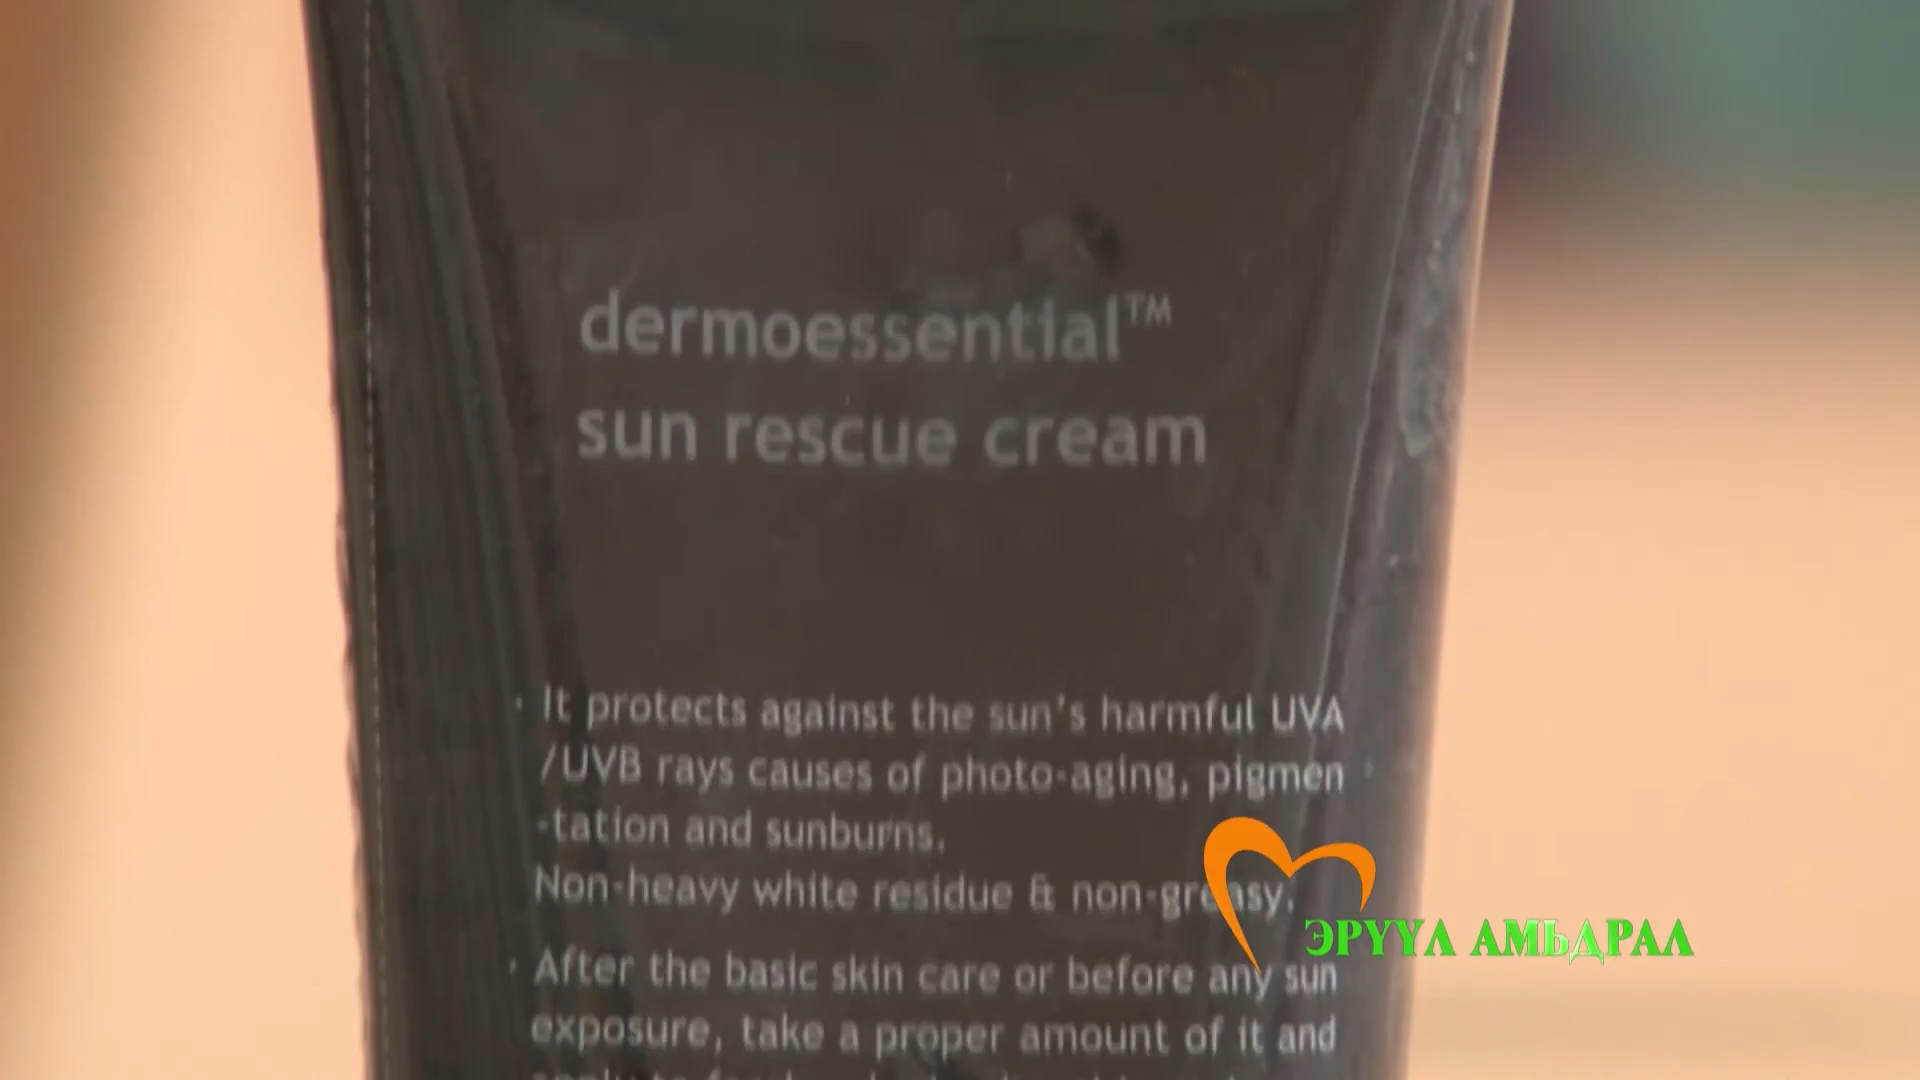 dermoessential™
sun rescue cream
· It protects against the sun's harmful UVA
/UVB rays causes of photo-aging, pigmen
-tation and sunburns.
Non-heavy white residue & non-greasy.
ЭРҮҮЛ АМЬДРАЛ
· After the basic skin care or before any sun
exposure, take a proper amount of it and